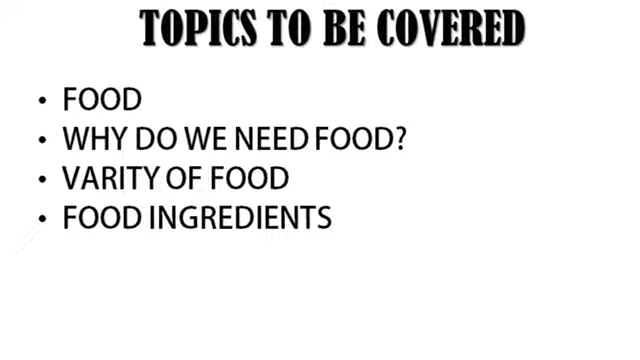 TOPICS TO BE COVERED
• FOOD
• WHY DO WE NEED FOOD?
• VARITY OF FOOD
• FOOD INGREDIENTS